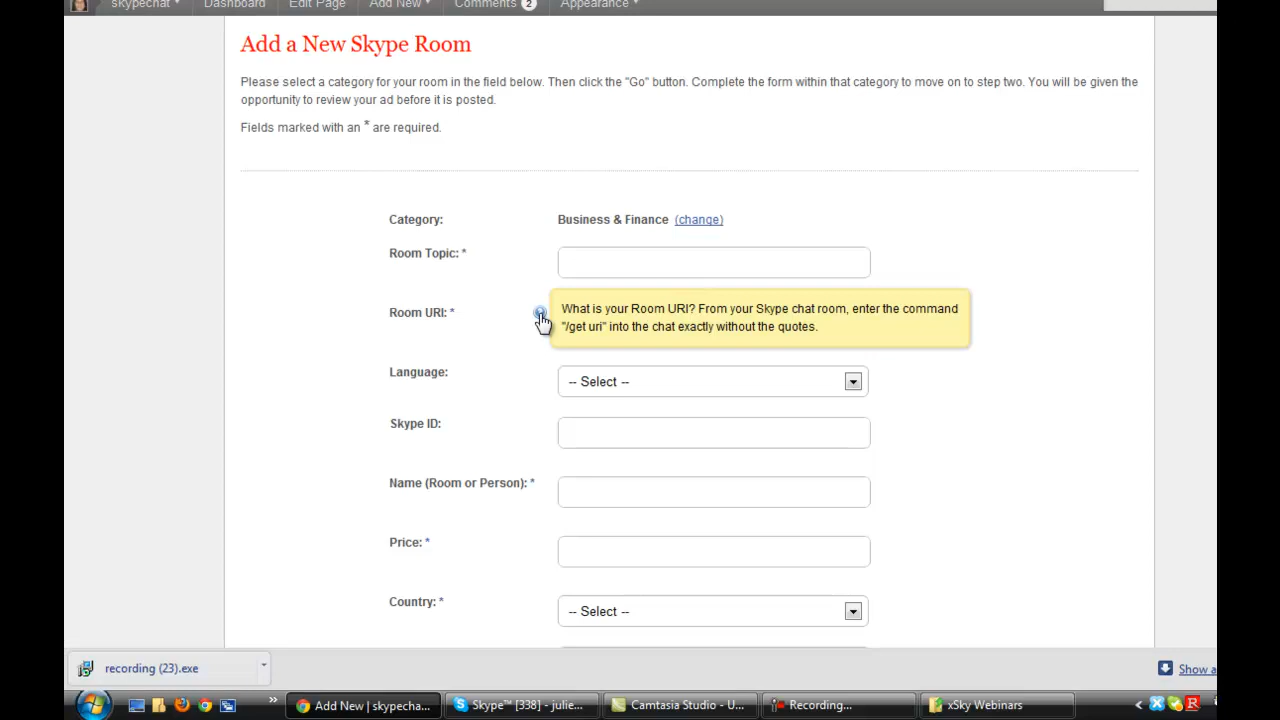 skypechat Dashboard Edit Page Add New Comments 2 Appearance
Add a New Skype Room
Please select a category for your room in the field below. Then click the "Go" button. Complete the form within that category to move on to step two. You will be given the
opportunity to review your ad before it is posted.
Fields marked with an * are required.
Category: Business & Finance (change)
Room Topic: *
Room URI: *
What is your Room URI? From your Skype chat room, enter the command
"/get uri" into the chat exactly without the quotes.
Language: -- Select --
Skype ID:
Name (Room or Person): *
Price: *
Country: * -- Select --
recording (23).exe Show a
Add New | skypecha... Skype™ [338] - julie... Camtasia Studio - U... Recording... xSky Webinars